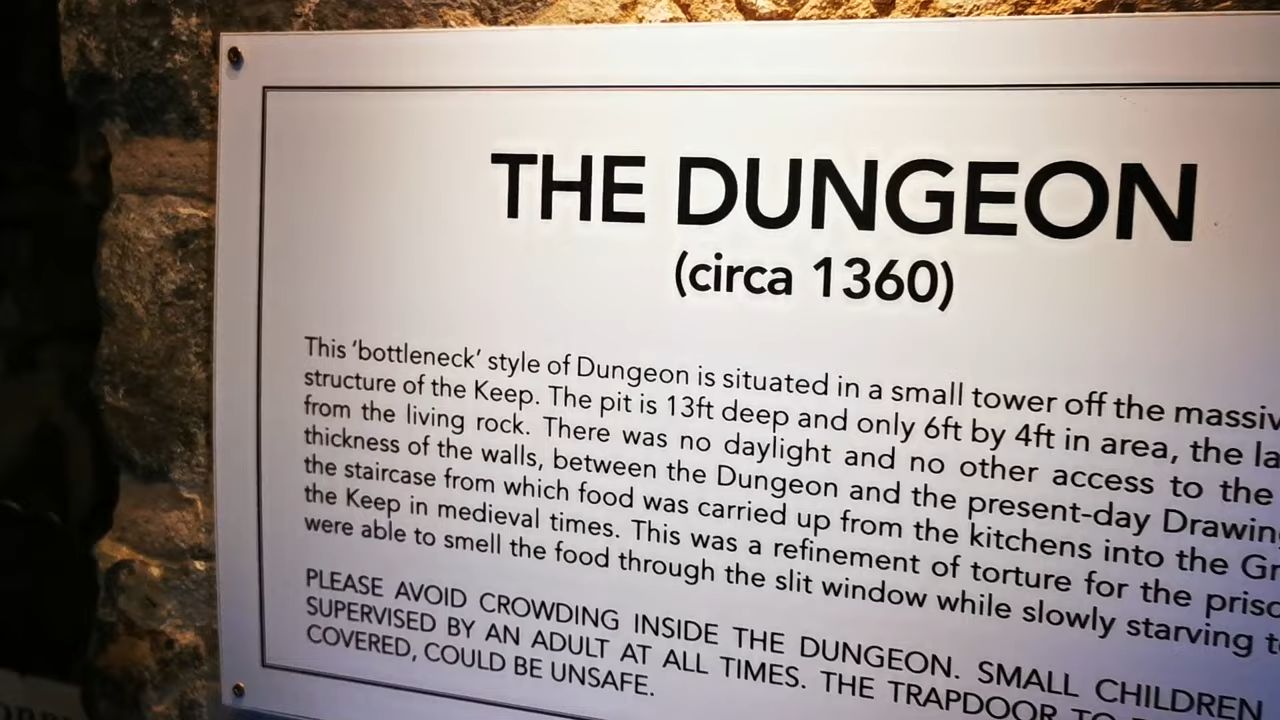 THE DUNGEON
(circa 1360)
This ‘bottleneck’ style of Dungeon is situated in a small tower off the
structure of the Keep. The pit is 13ft deep and only 6ft by 4ft in area, the
from the living rock. There was no daylight and no other access to the
thickness of the walls, between the Dungeon and the present-day
the staircase from which food was carried up from the kitchens into the
the Keep in medieval times. This was a refinement of torture for the
were able to smell the food through the slit window while slowly starving
PLEASE AVOID CROWDING INSIDE THE DUNGEON. SMALL CHILDREN
SUPERVISED BY AN ADULT AT ALL TIMES. THE TRAPDOOR
COVERED, COULD BE UNSAFE.